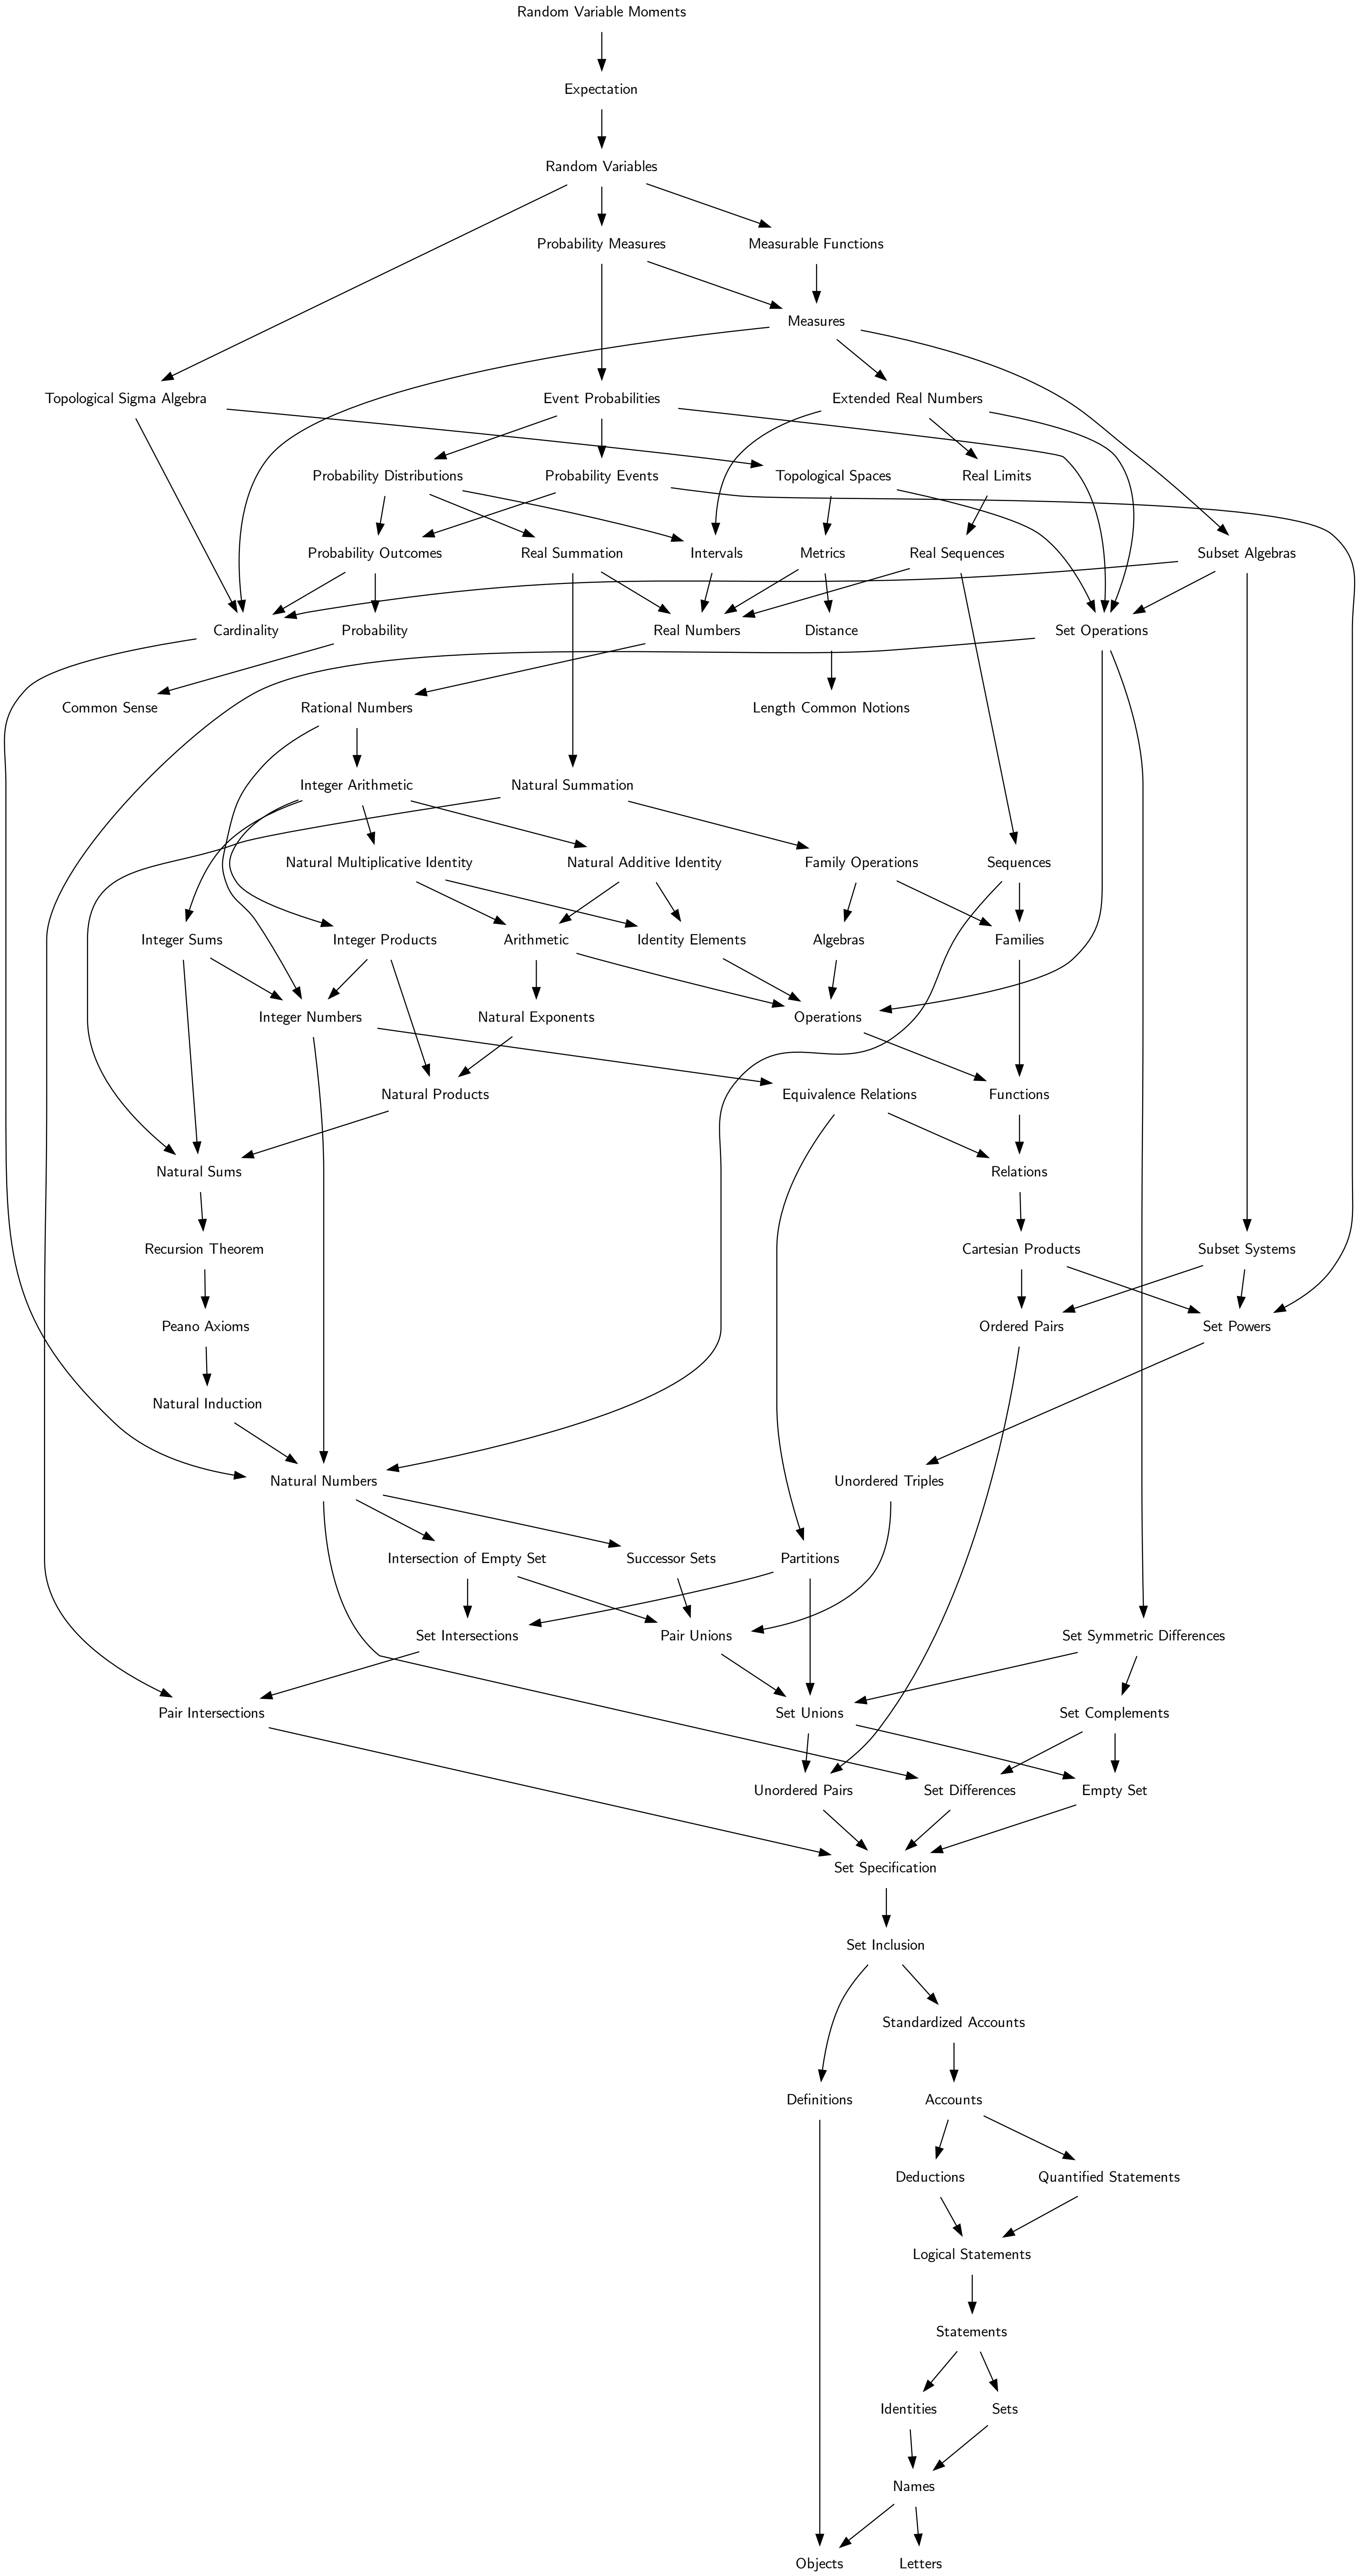 Random Variable Moments
Expectation
Random Variables
Probability Measures
Measurable Functions
Measures
Topological Sigma Algebra
Event Probabilities
Extended Real Numbers
Probability Distributions
Probability Events
Topological Spaces
Real Limits
Probability Outcomes
Real Summation
Intervals
Metrics
Real Sequences
Subset Algebras
Cardinality
Probability
Real Numbers
Distance
Set Operations
Common Sense
Rational Numbers
Length Common Notions
Integer Arithmetic
Natural Summation
Natural Multiplicative Identity
Natural Additive Identity
Family Operations
Sequences
Integer Sums
Integer Products
Arithmetic
Identity Elements
Algebras
Families
Integer Numbers
Natural Exponents
Operations
Natural Products
Equivalence Relations
Functions
Natural Sums
Relations
Recursion Theorem
Cartesian Products
Subset Systems
Peano Axioms
Ordered Pairs
Set Powers
Natural Induction
Natural Numbers
Unordered Triples
Intersection of Empty Set
Successor Sets
Partitions
Set Intersections
Pair Unions
Set Symmetric Differences
Pair Intersections
Set Unions
Set Complements
Unordered Pairs
Set Differences
Empty Set
Set Specification
Set Inclusion
Standardized Accounts
Definitions
Accounts
Deductions
Quantified Statements
Logical Statements
Statements
Identities
Sets
Names
Objects
Letters